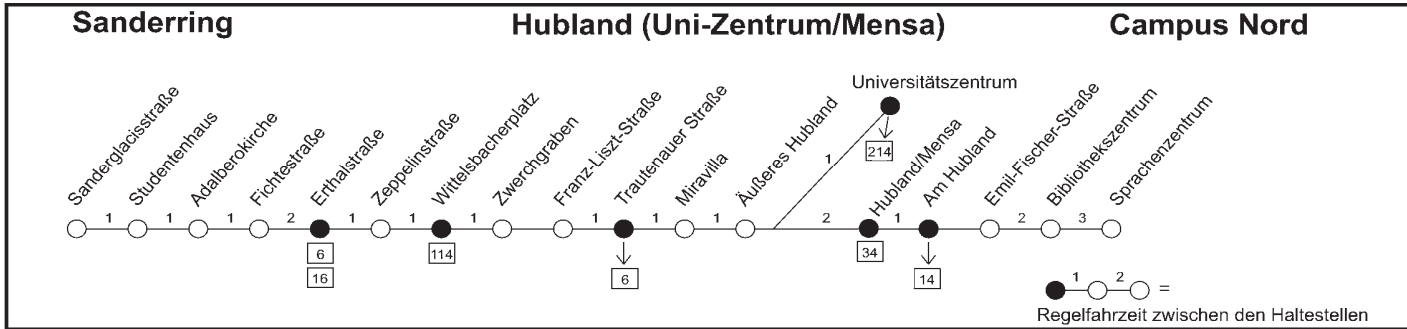 Sanderring Hubland (Uni-Zentrum/Mensa) Campus Nord
Universitätszentrum
214
Sanderglacisstraße
Studentenhaus
Adalberokirche
Fichtestraße
Erthalstraße
Zeppelinstraße
Wittelsbacherplatz
Zwerchgraben
Franz-Liszt-Straße
Trautenauer Straße
Miravilla
Äußeres Hubland
Hubland/Mensa
Am Hubland
Emil-Fischer-Straße
Bibliothekszentrum
Sprachenzentrum
1
1 1 1 2 1 1 1 1 1 1 2 1 2 3
6 114 6 34 14
16
1 2 =
Regelfahrzeit zwischen den Haltestellen